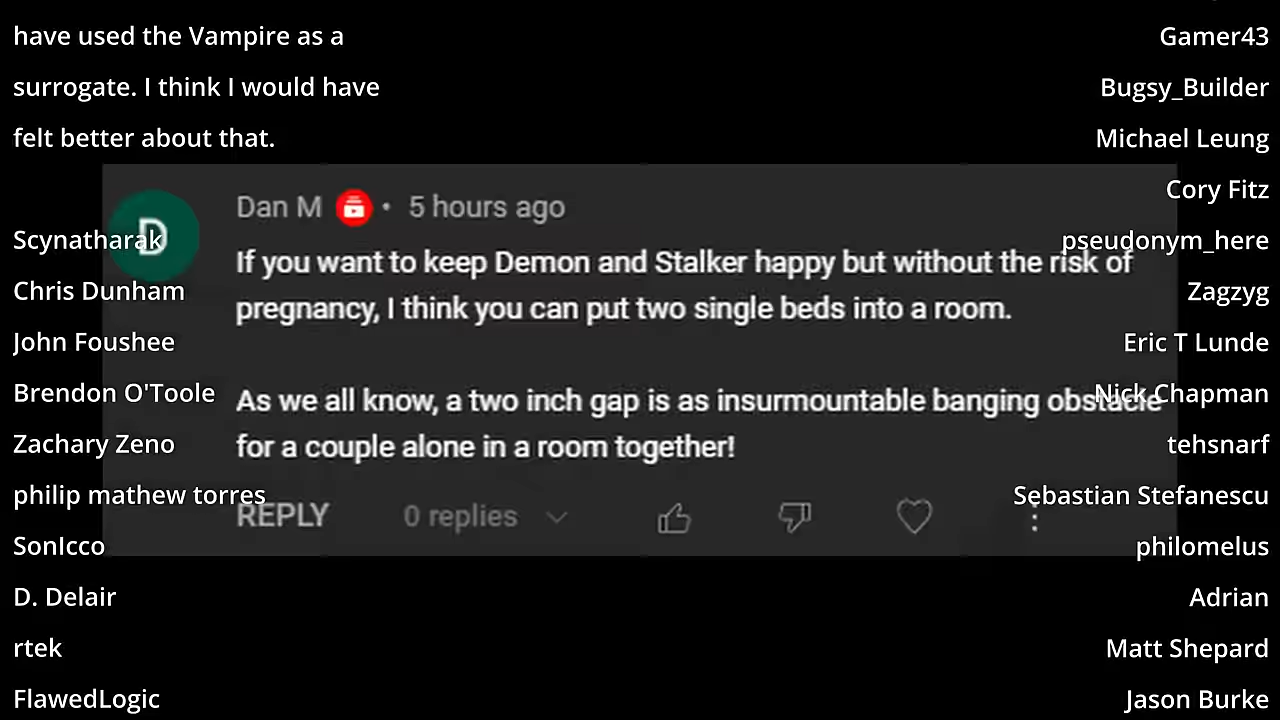 have used the Vampire as a
surrogate. I think I would have
felt better about that.
Scynatharak
Chris Dunham
John Foushee
Brendon O'Toole
Zachary Zeno
philip mathew torres
SonIcco
D. Delair
rtek
FlawedLogic
D
Dan M • 5 hours ago
If you want to keep Demon and Stalker happy but without the risk of
pregnancy, I think you can put two single beds into a room.
As we all know, a two inch gap is as insurmountable banging obstacle
for a couple alone in a room together!
REPLY 0 replies
Gamer43
Bugsy_Builder
Michael Leung
Cory Fitz
pseudonym_here
Zagzyg
Eric T Lunde
Nick Chapman
tehsnarf
Sebastian Stefanescu
philomelus
Adrian
Matt Shepard
Jason Burke